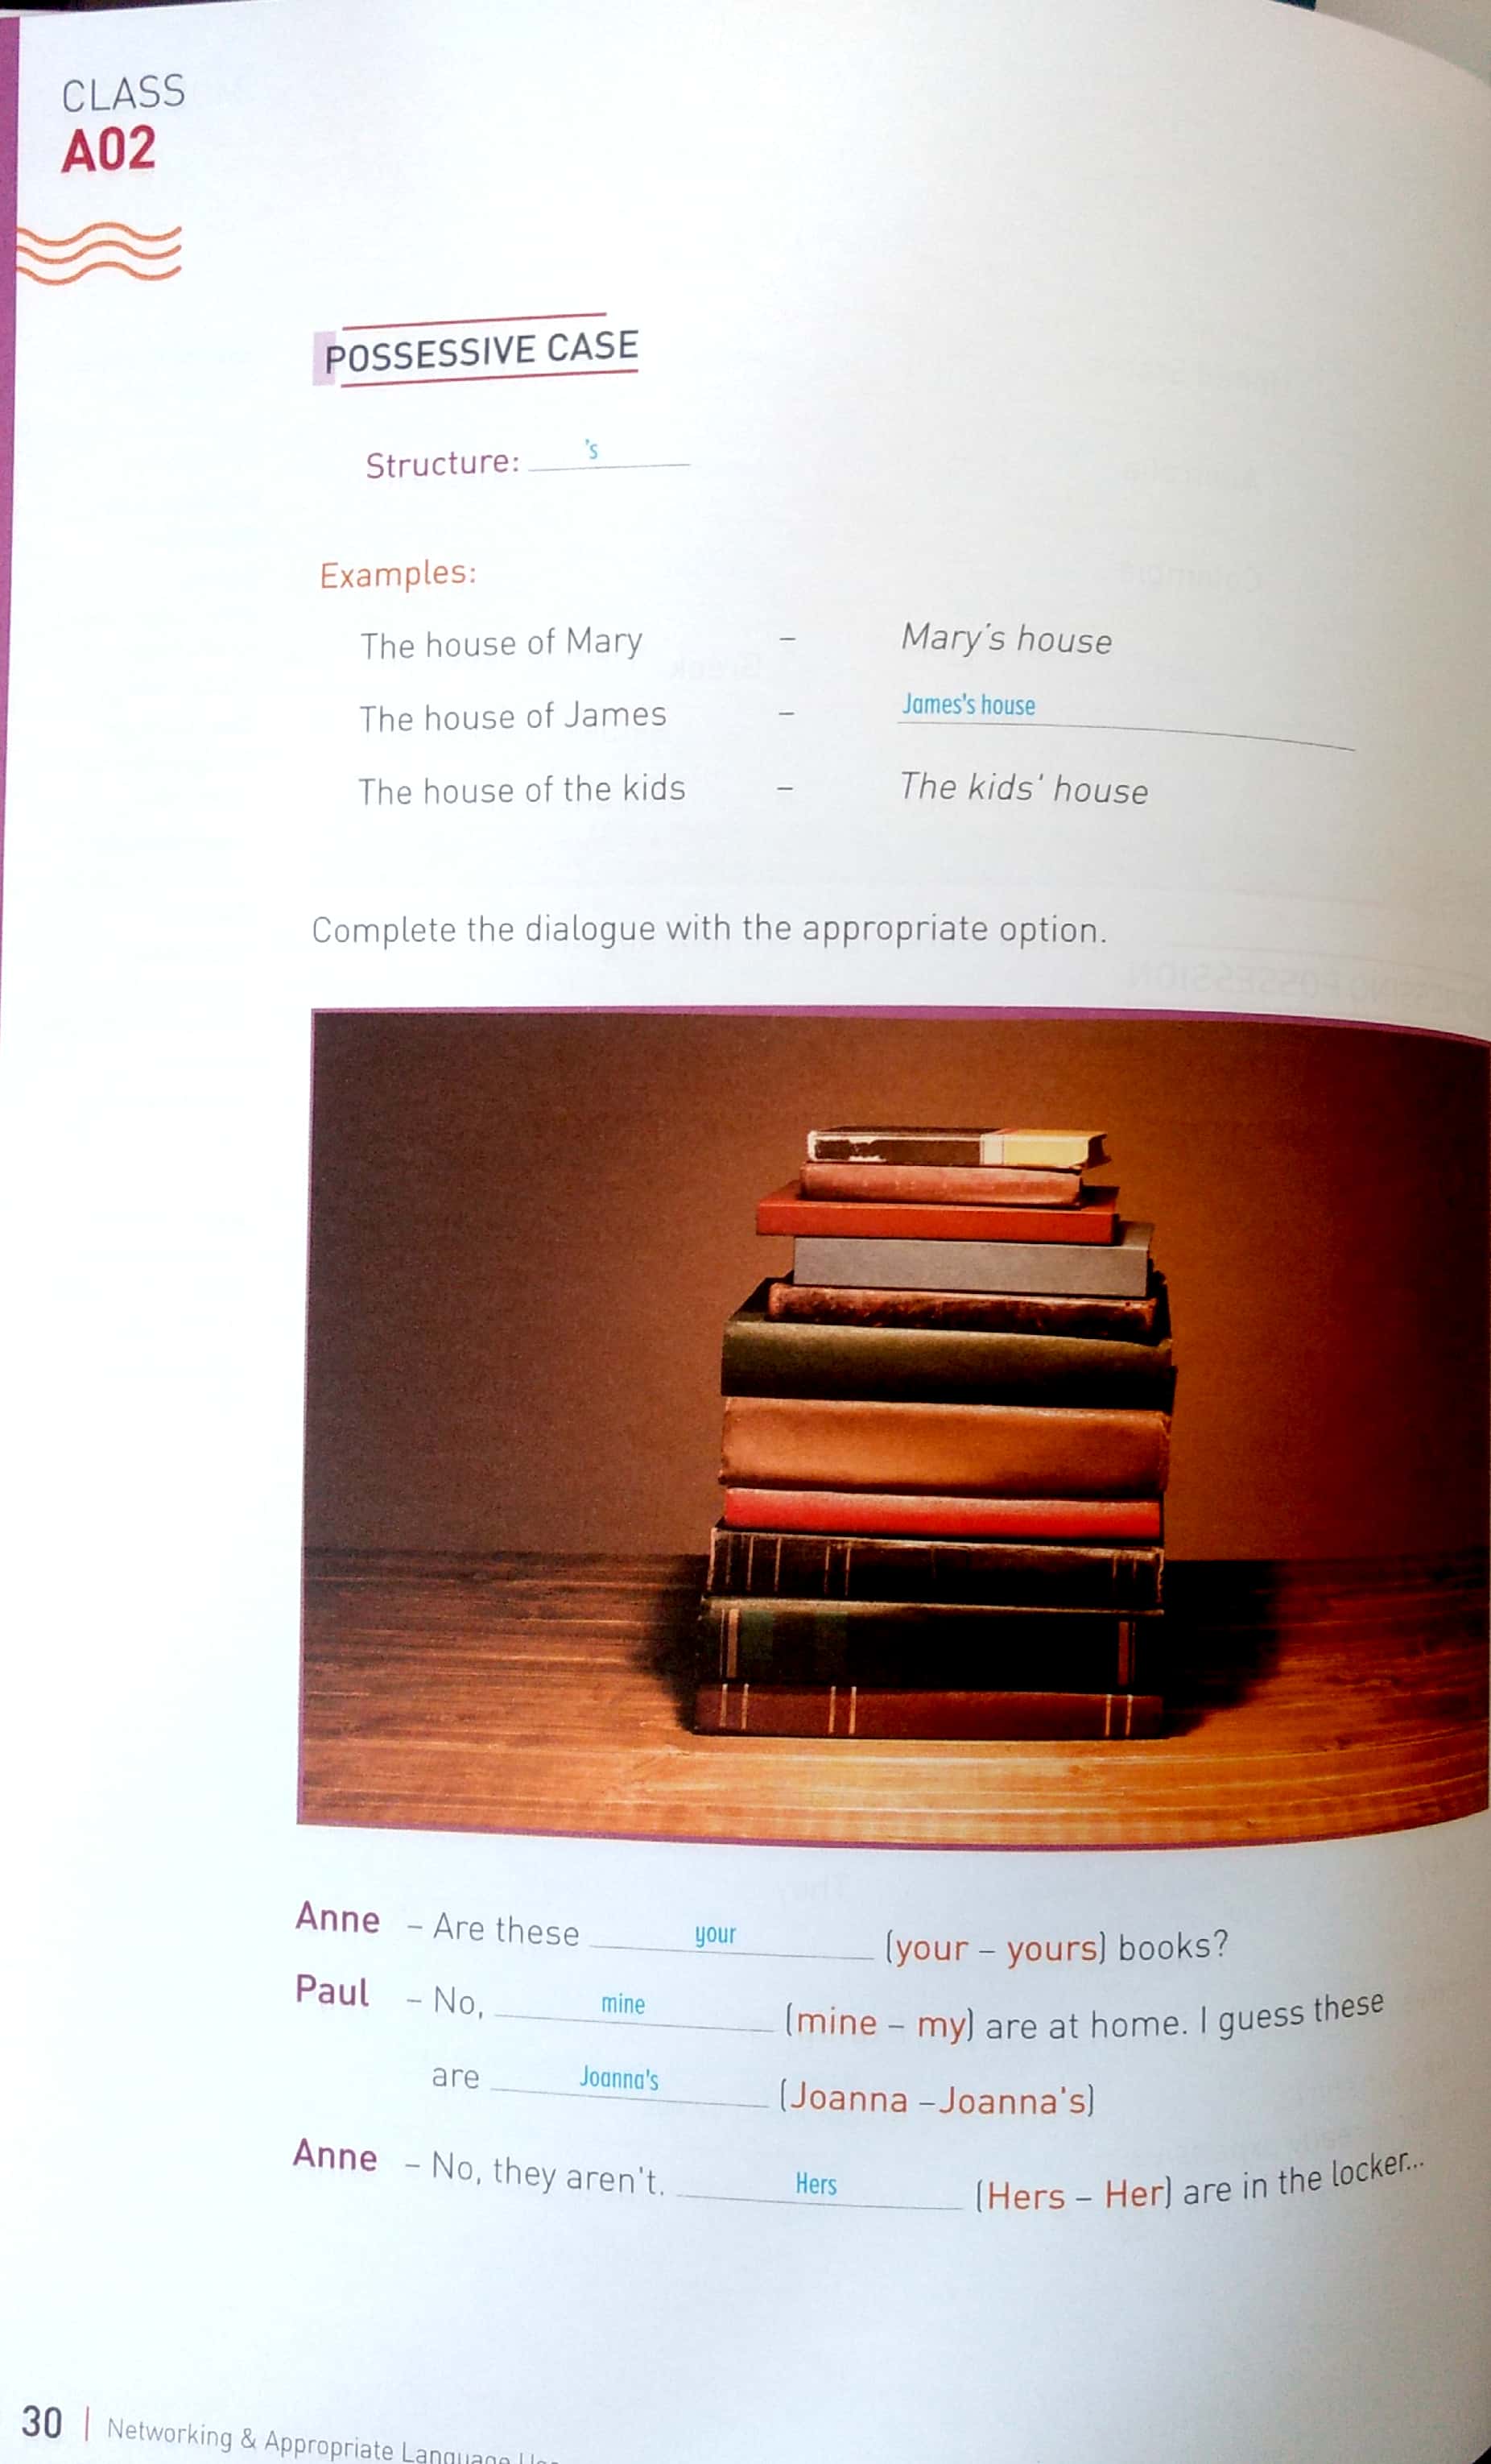 CLASS
A02
POSSESSIVE CASE
Structure: 's
Examples:
The house of Mary - Mary's house
The house of James - James's house
The house of the kids - The kids' house
Complete the dialogue with the appropriate option.
Anne - Are these your (your - yours) books?
Paul - No, mine (mine - my) are at home. I guess these
are Joanna's (Joanna -Joanna's)
Anne - No, they aren't. Hers (Hers - Her) are in the locker...
30 | Networking & Appropriate Language